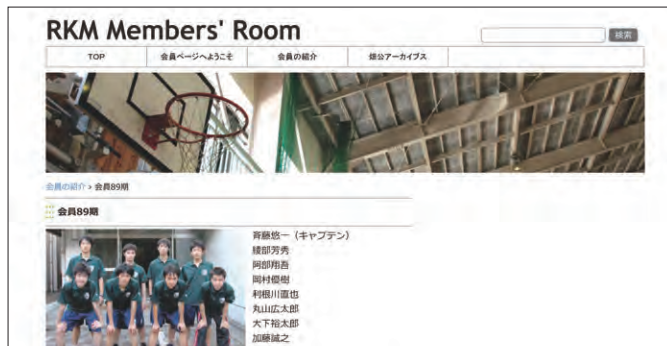 RKM Members' Room
検索
TOP 会員ページへようこそ 会員の紹介 畑公アーカイブス
会員の紹介 > 会員89期
会員89期
斉藤悠一（キャプテン）
綾部芳秀
阿部翔吾
岡村優樹
利根川直也
丸山広太郎
大下裕太郎
加藤誠之